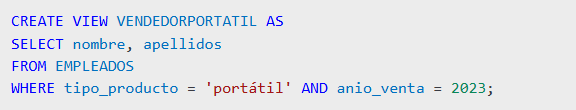 CREATE VIEW VENDEDORPORTATIL AS
SELECT nombre, apellidos
FROM EMPLEADOS
WHERE tipo_producto = 'portátil' AND anio_venta = 2023;